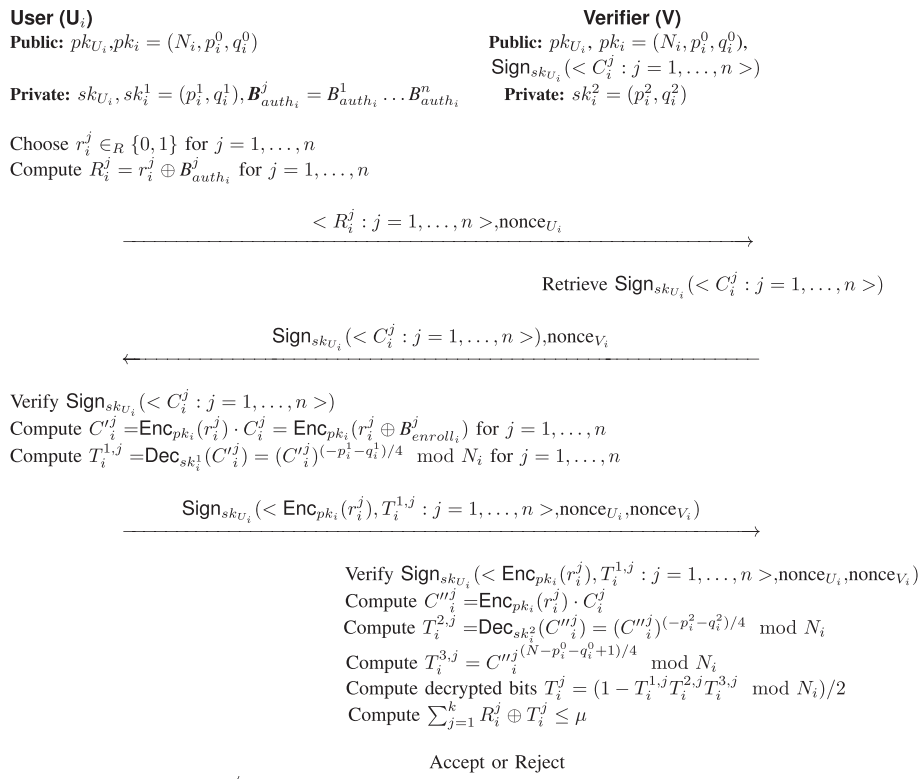 User (U_i) Verifier (V)
Public: pk_{U_i},pk_i = (N_i, p_i^0, q_i^0) Public: pk_{U_i}, pk_i = (N_i, p_i^0, q_i^0),
Sign_{sk_{U_i}}(< C_i^j : j = 1, . . . , n >)
Private: sk_{U_i}, sk_i^1 = (p_i^1, q_i^1), B_{auth_i}^j = B_{auth_i}^1 . . . B_{auth_i}^n Private: sk_i^2 = (p_i^2, q_i^2)
Choose r_i^j ∈_R {0, 1} for j = 1, . . . , n
Compute R_i^j = r_i^j ⊕ B_{auth_i}^j for j = 1, . . . , n
< R_i^j : j = 1, . . . , n >,nonce_{U_i}
Retrieve Sign_{sk_{U_i}}(< C_i^j : j = 1, . . . , n >)
Sign_{sk_{U_i}}(< C_i^j : j = 1, . . . , n >),nonce_{V_i}
Verify Sign_{sk_{U_i}}(< C_i^j : j = 1, . . . , n >)
Compute C'_i^j =Enc_{pk_i}(r_i^j) · C_i^j = Enc_{pk_i}(r_i^j ⊕ B_{enroll_i}^j) for j = 1, . . . , n
Compute T_i^{1,j} =Dec_{sk_i^1}(C'_i^j) = (C'_i^j)^{(-p_i^1-q_i^1)/4} mod N_i for j = 1, . . . , n
Sign_{sk_{U_i}}(< Enc_{pk_i}(r_i^j), T_i^{1,j} : j = 1, . . . , n >,nonce_{U_i},nonce_{V_i})
Verify Sign_{sk_{U_i}}(< Enc_{pk_i}(r_i^j), T_i^{1,j} : j = 1, . . . , n >,nonce_{U_i},nonce_{V_i})
Compute C''_i^j =Enc_{pk_i}(r_i^j) · C_i^j
Compute T_i^{2,j} =Dec_{sk_i^2}(C''_i^j) = (C''_i^j)^{(-p_i^2-q_i^2)/4} mod N_i
Compute T_i^{3,j} = C''_i^j^{(N-p_i^0-q_i^0+1)/4} mod N_i
Compute decrypted bits T_i^j = (1 - T_i^{1,j} T_i^{2,j} T_i^{3,j} mod N_i)/2
Compute ∑_{j=1}^k R_i^j ⊕ T_i^j ≤ μ
Accept or Reject